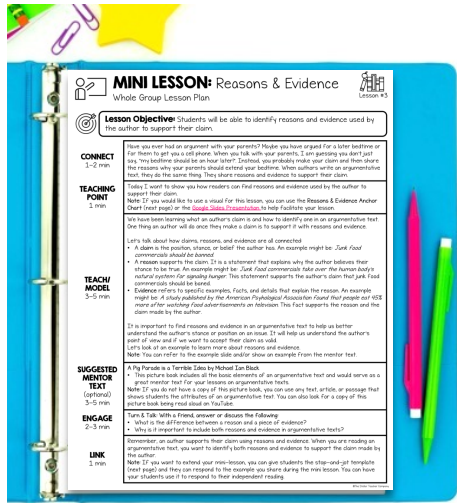 MINI LESSON: Reasons & Evidence
Whole Group Lesson Plan
Lesson #3
Lesson Objective: Students will be able to identify reasons and evidence used by
the author to support their claim.
CONNECT
1-2 min
Have you ever had an argument with your parents? Maybe you have argued for a later bedtime or
for them to get you a cell phone. When you talk with your parents, I am guessing you don't just
say, "my bedtime should be an hour later!". Instead, you probably make your claim and then share
the reasons why your parents should extend your bedtime. When authors write an argumentative
text, they do the same thing. They share reasons and evidence to support their claim.
TEACHING
POINT
1 min
Today I want to show you how readers can find reasons and evidence used by the author to
support their claim.
Note: If you would like to use a visual for this lesson, you can use the Reasons & Evidence Anchor
Chart (next page) or the Google Slides Presentation to help facilitate your lesson.
TEACH/
MODEL
3-5 min
We have been learning what an author's claim is and how to identify one in an argumentative text.
One thing an author will do once they make a claim is to support it with reasons and evidence.
Let's talk about how claims, reasons, and evidence are all connected.
• A claim is the position, stance, or belief the author has. An example might be: Junk food
commercials should be banned.
• A reason supports the claim. It is a statement that explains why the author believes their
stance to be true. An example might be: Junk food commercials take over the human body's
natural system for signaling hunger. This statement supports the author's claim that junk food
commercials should be banned.
• Evidence refers to specific examples, facts, and details that explain the reason. An example
might be: A study published by the American Psyhological Association found that people eat 45%
more after watching food advertisements on television. This fact supports the reason and the
claim made by the author.
It is important to find reasons and evidence in an argumentative text to help us better
understand the author's stance or position on an issue. It will help us understand the author's
point of view and if we want to accept their claim as valid.
Let's look at an example to learn more about reasons and evidence.
Note: You can refer to the example slide and/or show an example from the mentor text.
SUGGESTED
MENTOR
TEXT
(optional)
3-5 min
A Pig Parade is a Terrible Idea by Michael Ian Black
• This picture book includes all the basic elements of an argumentative text and would serve as a
great mentor text for your lessons on argumentative texts.
Note: If you do not have a copy of this picture book, you can use any text, article, or passage that
shows students the attributes of an argumentative text. You can also look for a copy of this
picture book being read aloud on YouTube.
ENGAGE
2-3 min
Turn & Talk: With a friend, answer or discuss the following:
• What is the difference between a reason and a piece of evidence?
• Why is it important to include both reasons and evidence in argumentative texts?
LINK
1 min
Remember, an author supports their claim using reasons and evidence. When you are reading an
argumentative text, you want to identify both reasons and evidence to support the claim made by
the author.
Note: If you want to extend your mini-lesson, you can give students the stop-and-jot template
(next page) and they can respond to the example you share during the mini lesson. You can have
your students use it to respond to their independent reading.